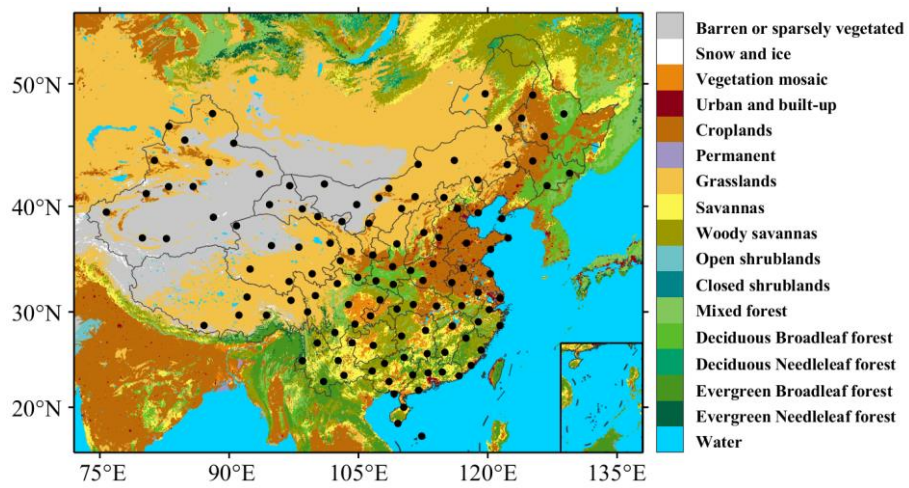 50°N
40°N
30°N
20°N
75°E
90°E
105°E
120°E
135°E
Barren or sparsely vegetated
Snow and ice
Vegetation mosaic
Urban and built-up
Croplands
Permanent
Grasslands
Savannas
Woody savannas
Open shrublands
Closed shrublands
Mixed forest
Deciduous Broadleaf forest
Deciduous Needleleaf forest
Evergreen Broadleaf forest
Evergreen Needleleaf forest
Water